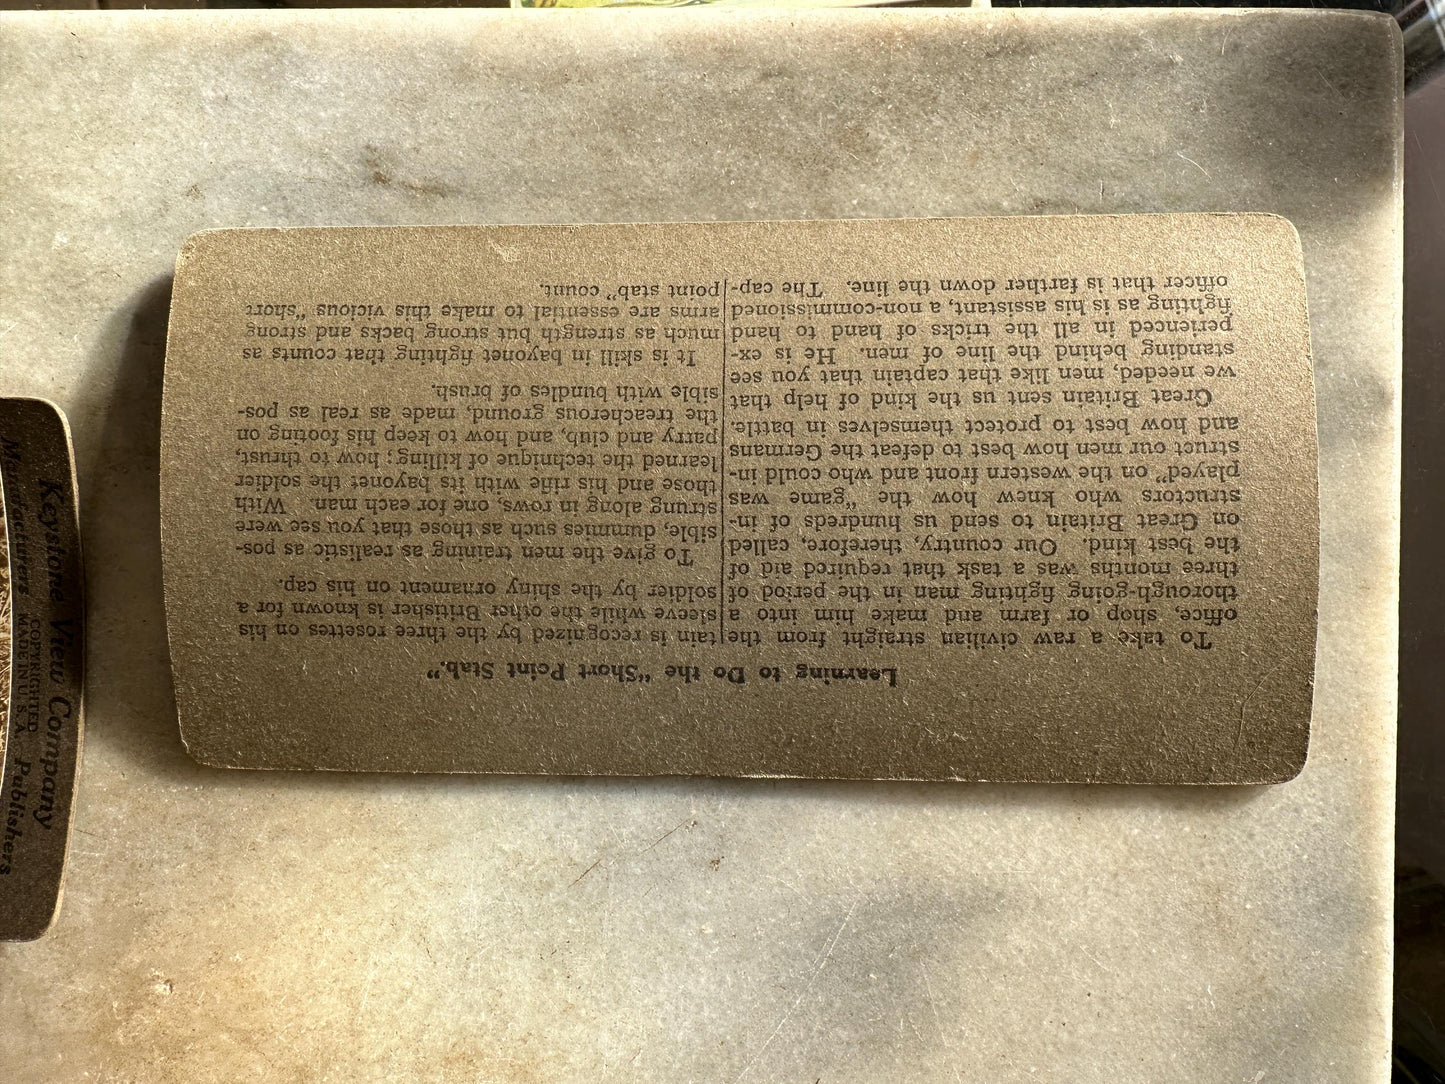 Learning to Do the “Short Point Stab.”
To take a raw civilian straight from the
office, shop or farm and make him into a
thorough-going fighting man in the period of
three months was a task that required aid of
the best kind. Our country, therefore, called
on Great Britain to send us hundreds of in-
structors who knew how the “game was
played” on the western front and who could in-
struct our men how best to defeat the Germans
and how best to protect themselves in battle.
Great Britain sent us the kind of help that
we needed, men like that captain that you see
standing behind the line of men. He is ex-
perienced in all the tricks of hand to hand
fighting as is his assistant, a non-commissioned
officer that is farther down the line. The cap-
tain is recognized by the three rosettes on his
sleeve while the other Britisher is known for a
soldier by the shiny ornament on his cap.
To give the men training as realistic as pos-
sible, dummies such as those that you see were
strung along in rows, one for each man. With
those and his rifle with its bayonet the soldier
learned the technique of killing; how to thrust,
parry and club, and how to keep his footing on
the treacherous ground, made as real as pos-
sible with bundles of brush.
It is skill in bayonet fighting that counts as
much as strength but strong backs and strong
arms are essential to make this vicious “short
point stab” count.
Keystone View Company
Manufacturers COPYRIGHTED Publishers
MADE IN U. S. A.